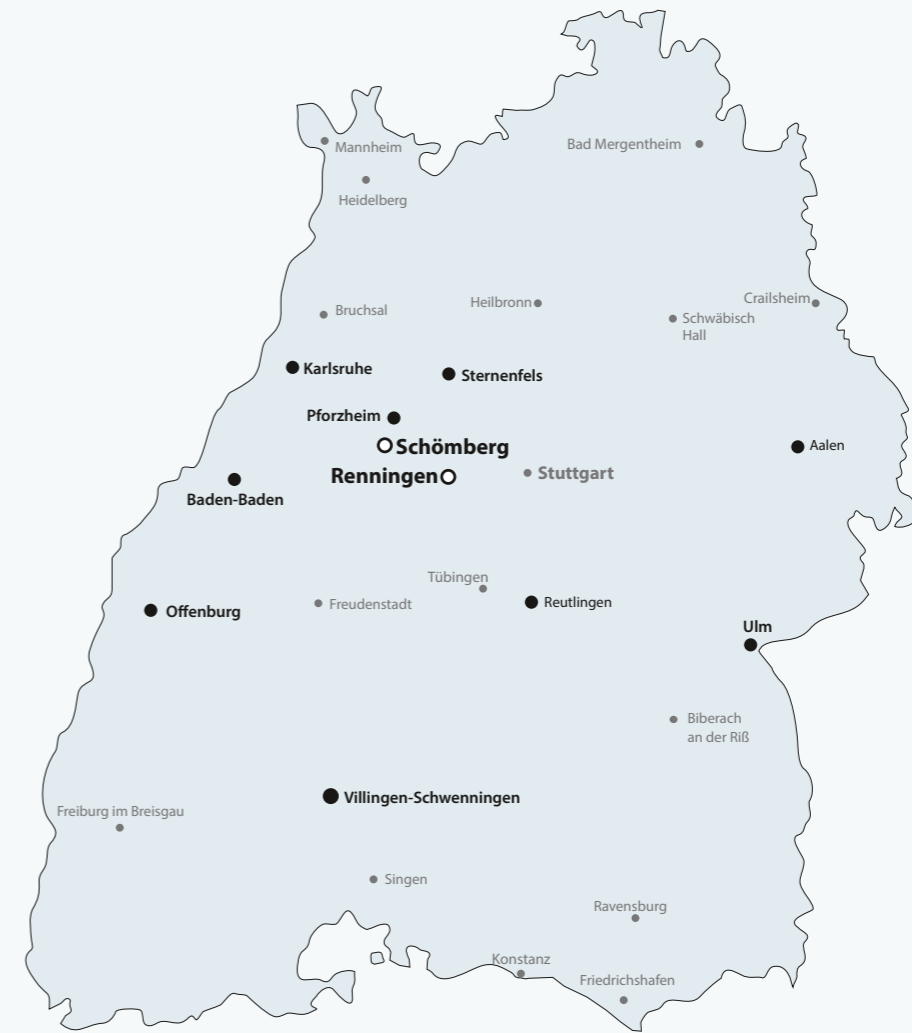 Mannheim
Bad Mergentheim
Heidelberg
Bruchsal
Heilbronn
Crailsheim
Schwäbisch
Hall
Karlsruhe
Sternenfels
Pforzheim
Schömberg
Aalen
Renningen
Stuttgart
Baden-Baden
Tübingen
Freudenstadt
Reutlingen
Offenburg
Ulm
Biberach
an der Riß
Villingen-Schwenningen
Freiburg im Breisgau
Singen
Ravensburg
Konstanz
Friedrichshafen